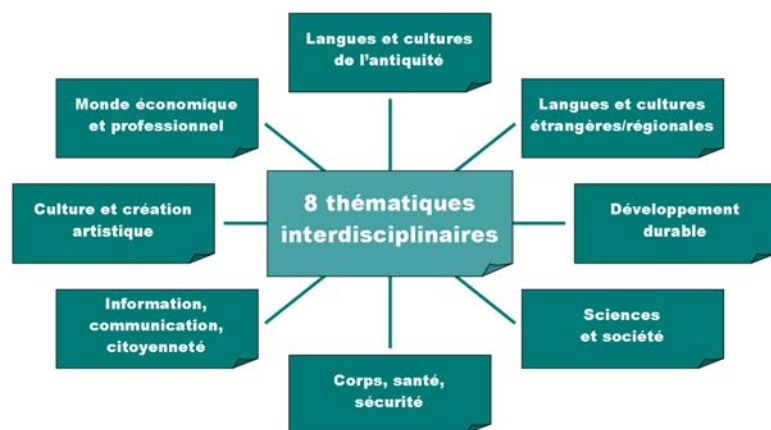 Langues et cultures
de l'antiquité
Monde économique
et professionnel
Langues et cultures
étrangères/régionales
Culture et création
artistique
8 thématiques
interdisciplinaires
Développement
durable
Information,
communication,
citoyenneté
Sciences
et société
Corps, santé,
sécurité